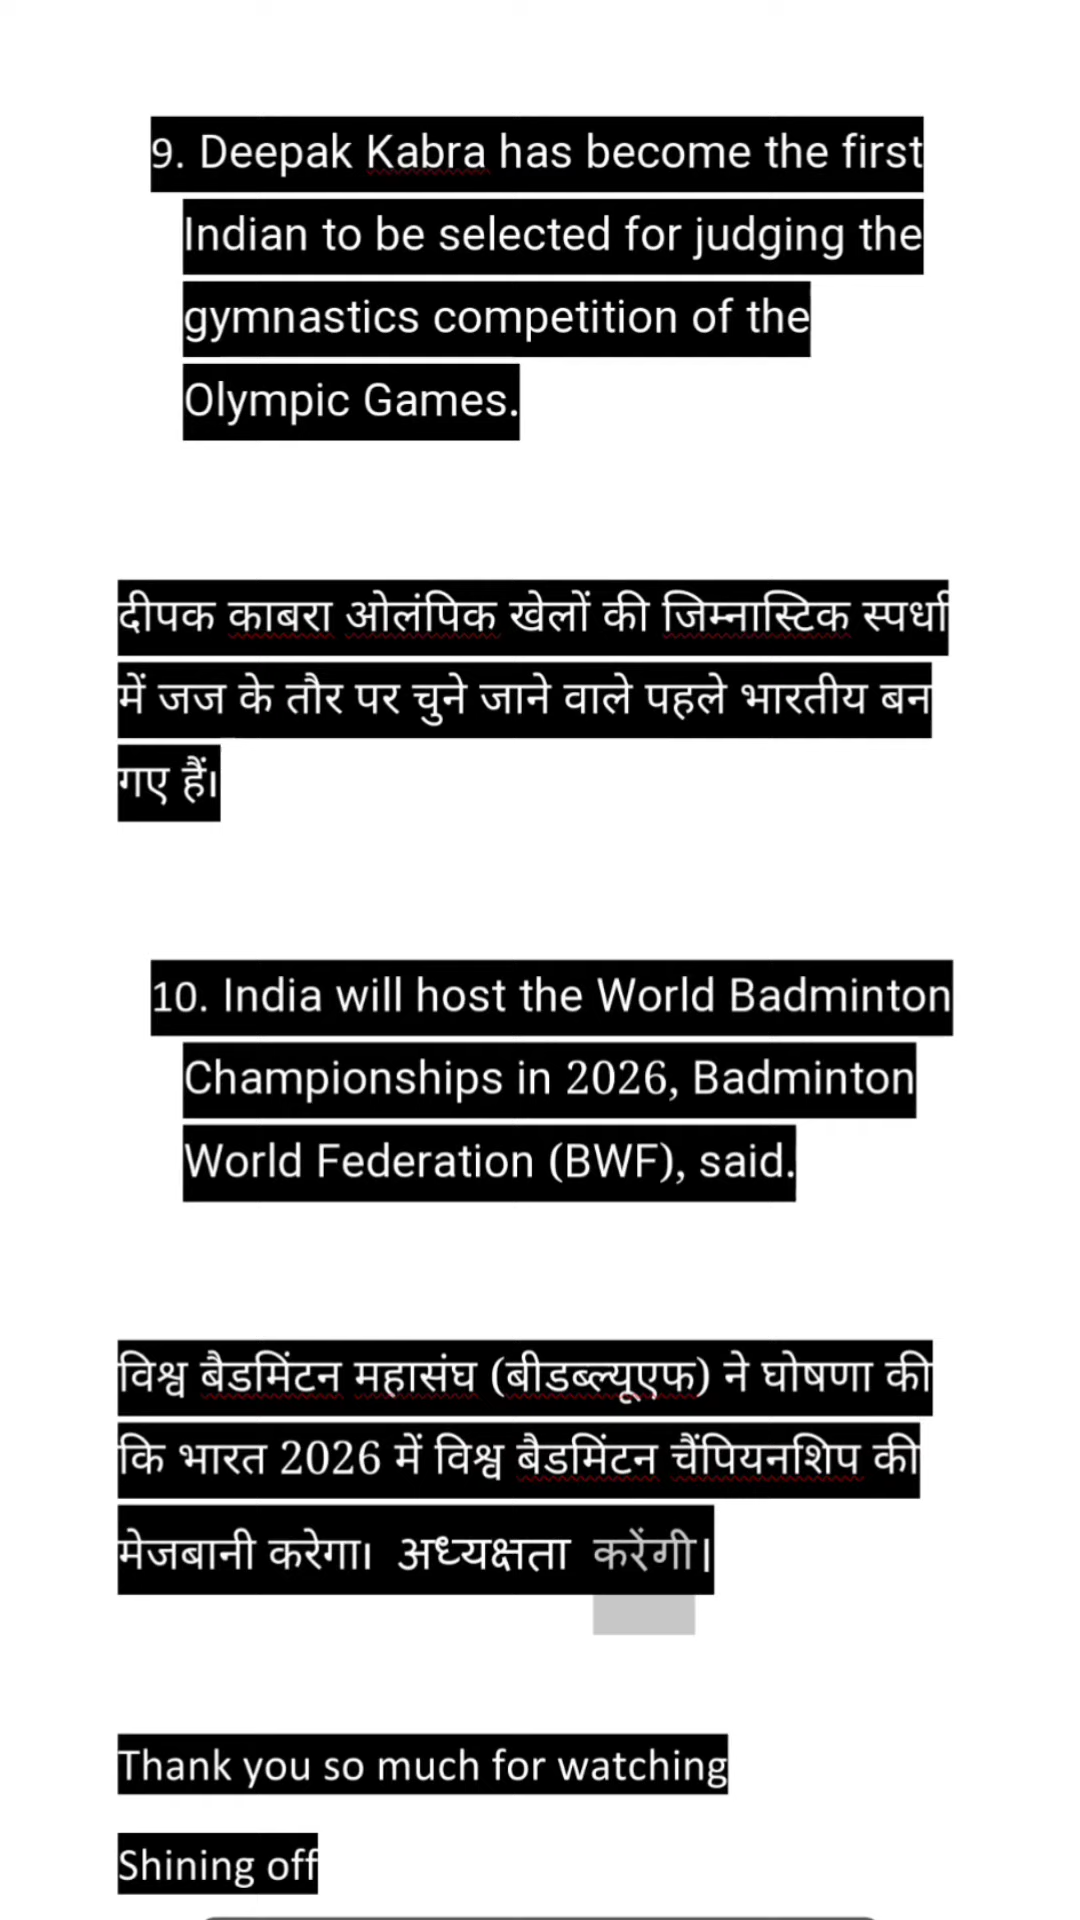 9. Deepak Kabra has become the first
Indian to be selected for judging the
gymnastics competition of the
Olympic Games.
दीपक काबरा ओलंपिक खेलों की जिम्नास्टिक स्पर्धा
में जज के तौर पर चुने जाने वाले पहले भारतीय बन
गए हैं।
10. India will host the World Badminton
Championships in 2026, Badminton
World Federation (BWF), said.
विश्व बैडमिंटन महासंघ (बीडब्ल्यूएफ) ने घोषणा की
कि भारत 2026 में विश्व बैडमिंटन चैंपियनशिप की
मेजबानी करेगा। अध्यक्षता करेंगी|
Thank you so much for watching
Shining off